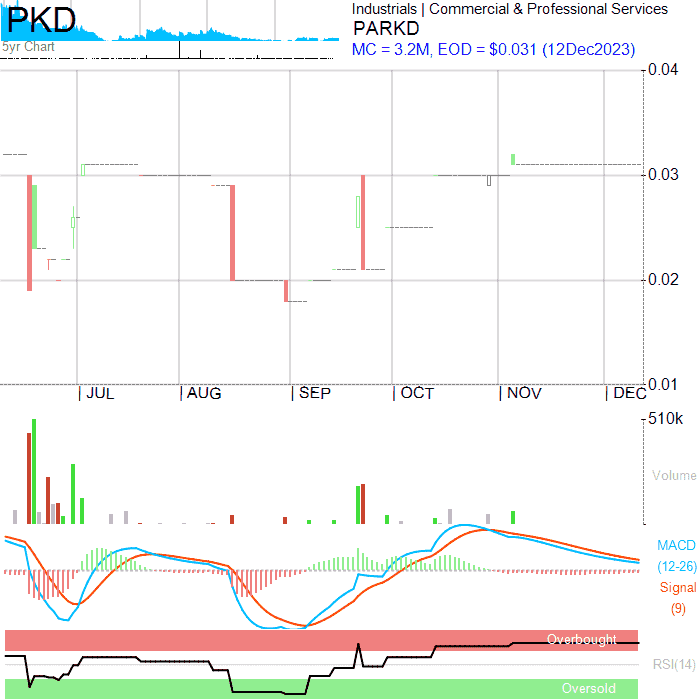 PKD
Industrials | Commercial & Professional Services
PARKD
5yr Chart
MC = 3.2M, EOD = $0.031 (12Dec2023)
0.04
0.03
0.02
0.01
| JUL | AUG | SEP | OCT | NOV | DEC
510k
Volume
MACD
(12-26)
Signal
(9)
Overbought
RSI(14)
Oversold